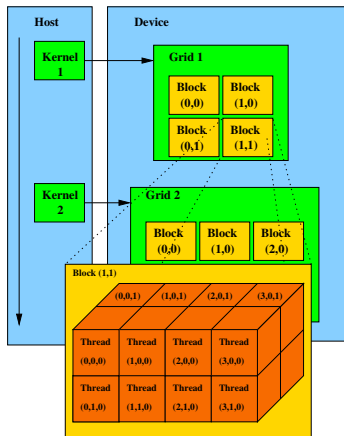 Host
Device
Kernel
1
Grid 1
Block
(0,0)
Block
(1,0)
Block
(0,1)
Block
(1,1)
Kernel
2
Grid 2
Block
(0,0)
Block
(1,0)
Block
(2,0)
Block (1,1)
(0,0,1)
(1,0,1)
(2,0,1)
(3,0,1)
Thread
(0,0,0)
Thread
(1,0,0)
Thread
(2,0,0)
Thread
(3,0,0)
Thread
(0,1,0)
Thread
(1,1,0)
Thread
(2,1,0)
Thread
(3,1,0)